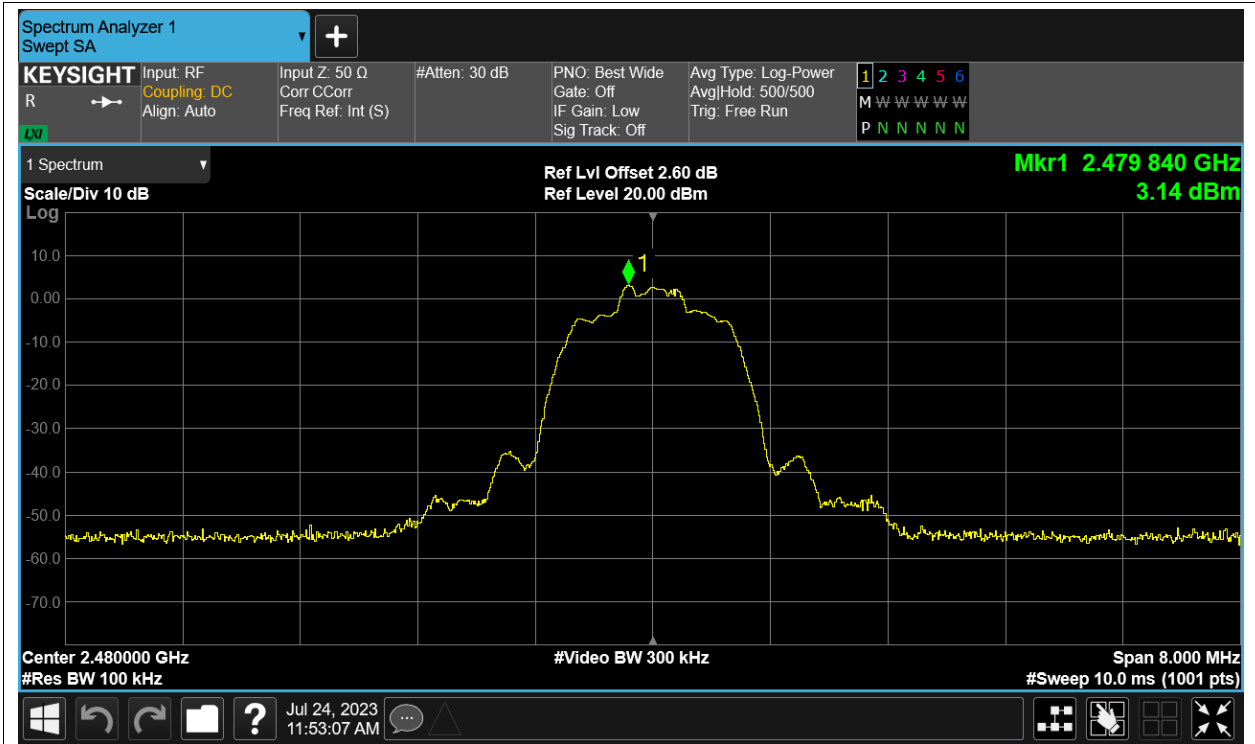 Spectrum Analyzer 1
Swept SA
+
KEYSIGHT Input: RF Input Z: 50 Ω #Atten: 30 dB PNO: Best Wide Avg Type: Log-Power 1 2 3 4 5 6
R Coupling: DC Corr CCorr Gate: Off Avg|Hold: 500/500 M W W W W W W
Align: Auto Freq Ref: Int (S) IF Gain: Low Trig: Free Run
LXI Sig Track: Off P N N N N N N
1 Spectrum Ref Lvl Offset 2.60 dB Mkr1 2.479 840 GHz
Scale/Div 10 dB Ref Level 20.00 dBm 3.14 dBm
Log
1
10.0
0.00
-10.0
-20.0
-30.0
-40.0
-50.0
-60.0
-70.0
Center 2.480000 GHz #Video BW 300 kHz Span 8.000 MHz
#Res BW 100 kHz #Sweep 10.0 ms (1001 pts)
? Jul 24, 2023
11:53:07 AM